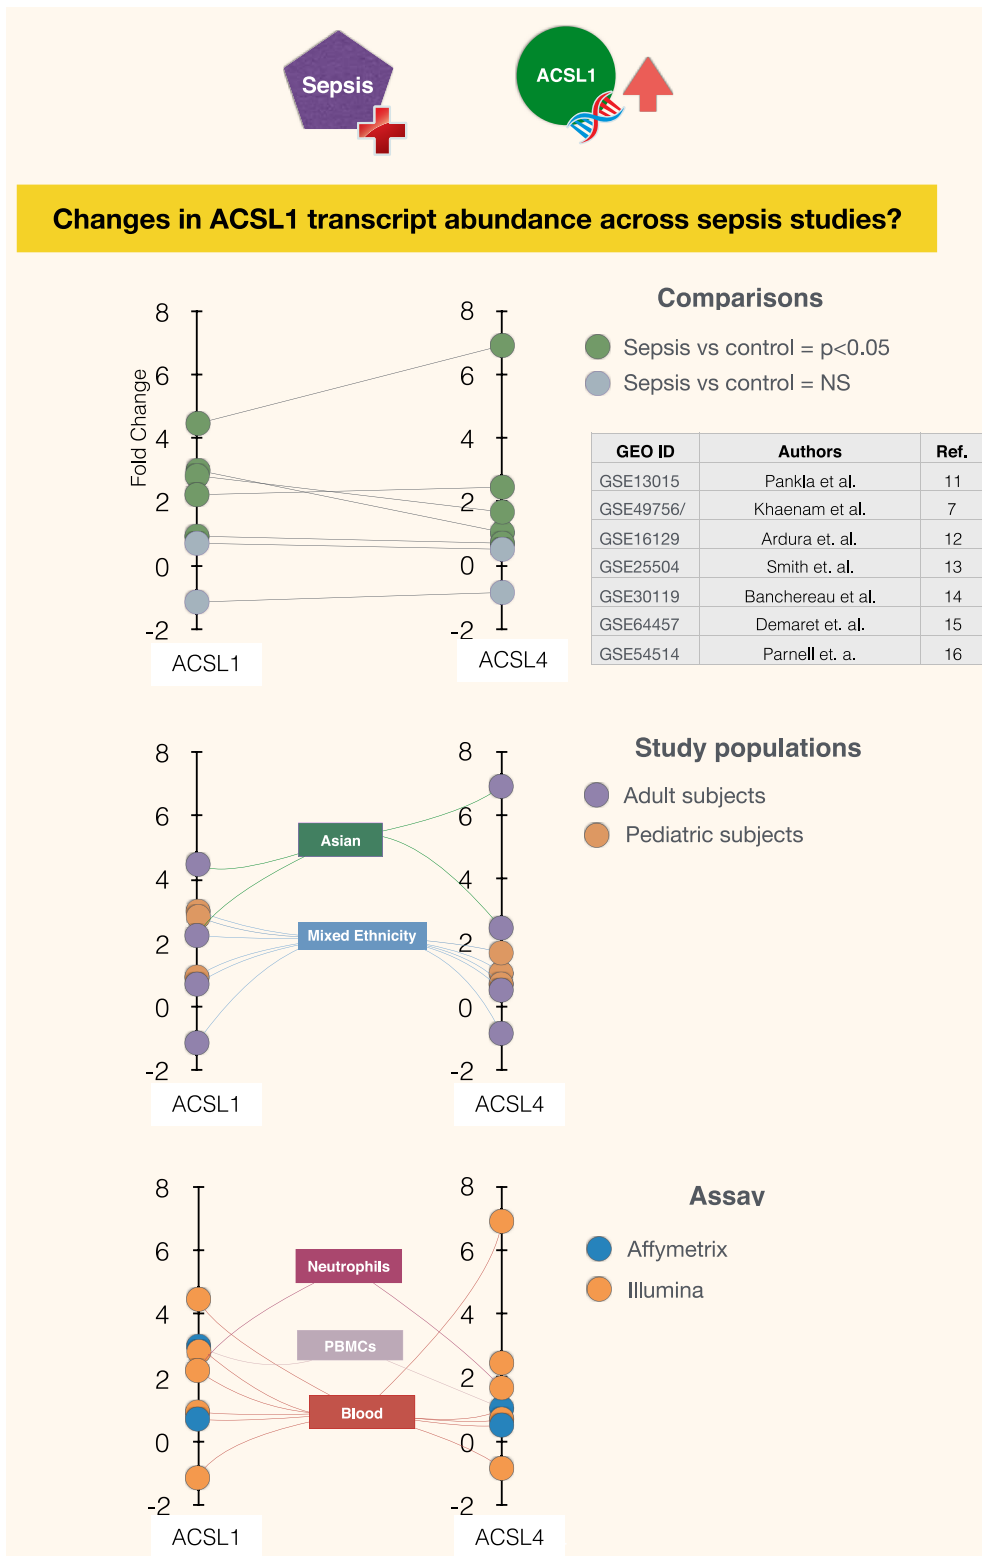 Sepsis
ACSL1
Changes in ACSL1 transcript abundance across sepsis studies?
Comparisons
Sepsis vs control = p<0.05
Sepsis vs control = NS
Fold Change
8
6
4
2
0
-2
ACSL1
8
6
4
2
0
-2
ACSL4
GEO ID Authors Ref.
GSE13015 Pankla et al. 11
GSE49756/ Khaenam et al. 7
GSE16129 Ardura et. al. 12
GSE25504 Smith et. al. 13
GSE30119 Banchereau et al. 14
GSE64457 Demaret et. al. 15
GSE54514 Parnell et. a. 16
Study populations
Adult subjects
Pediatric subjects
8
6
4
2
0
-2
ACSL1
Asian
Mixed Ethnicity
8
6
4
2
0
-2
ACSL4
Assay
Affymetrix
Illumina
8
6
4
2
0
-2
ACSL1
Neutrophils
PBMCs
Blood
8
6
4
2
0
-2
ACSL4